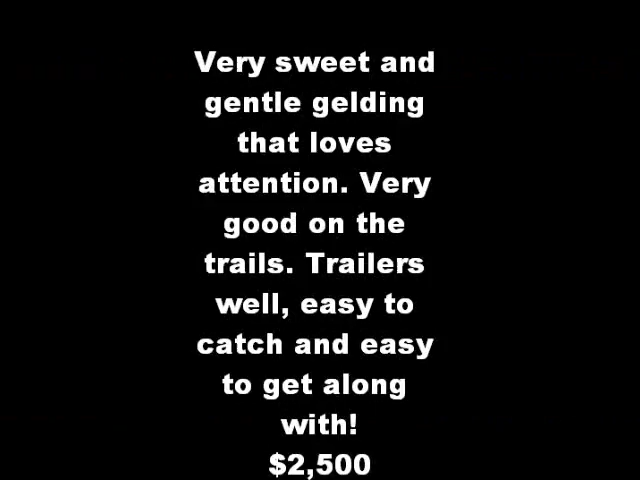 Very sweet and
gentle gelding
that loves
attention. Very
good on the
trails. Trailers
well, easy to
catch and easy
to get along
with!
$2,500